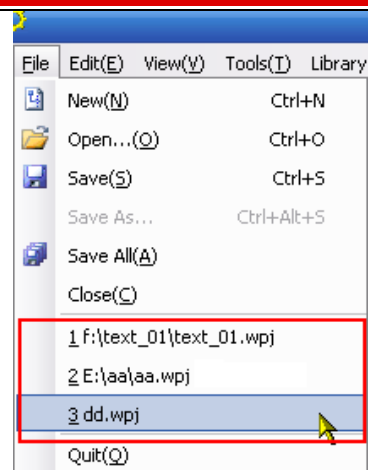 File Edit(E) View(V) Tools(T) Library
New(N) Ctrl+N
Open...(O) Ctrl+O
Save(S) Ctrl+S
Save As... Ctrl+Alt+S
Save All(A)
Close(C)
1 f:\text_01\text_01.wpj
2 E:\aa\aa.wpj
3 dd.wpj
Quit(Q)